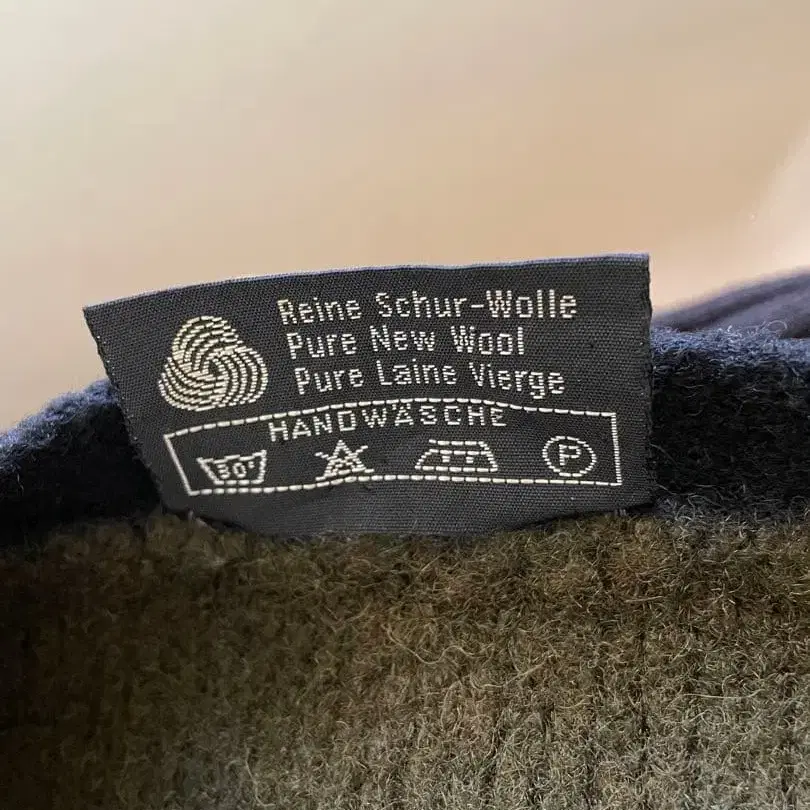 Reine Schur-Wolle
Pure New Wool
Pure Laine Vierge
HANDWÄSCHE
30° P